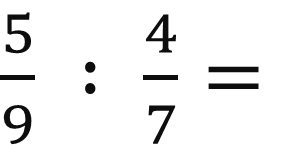 5/9 : 4/7 =